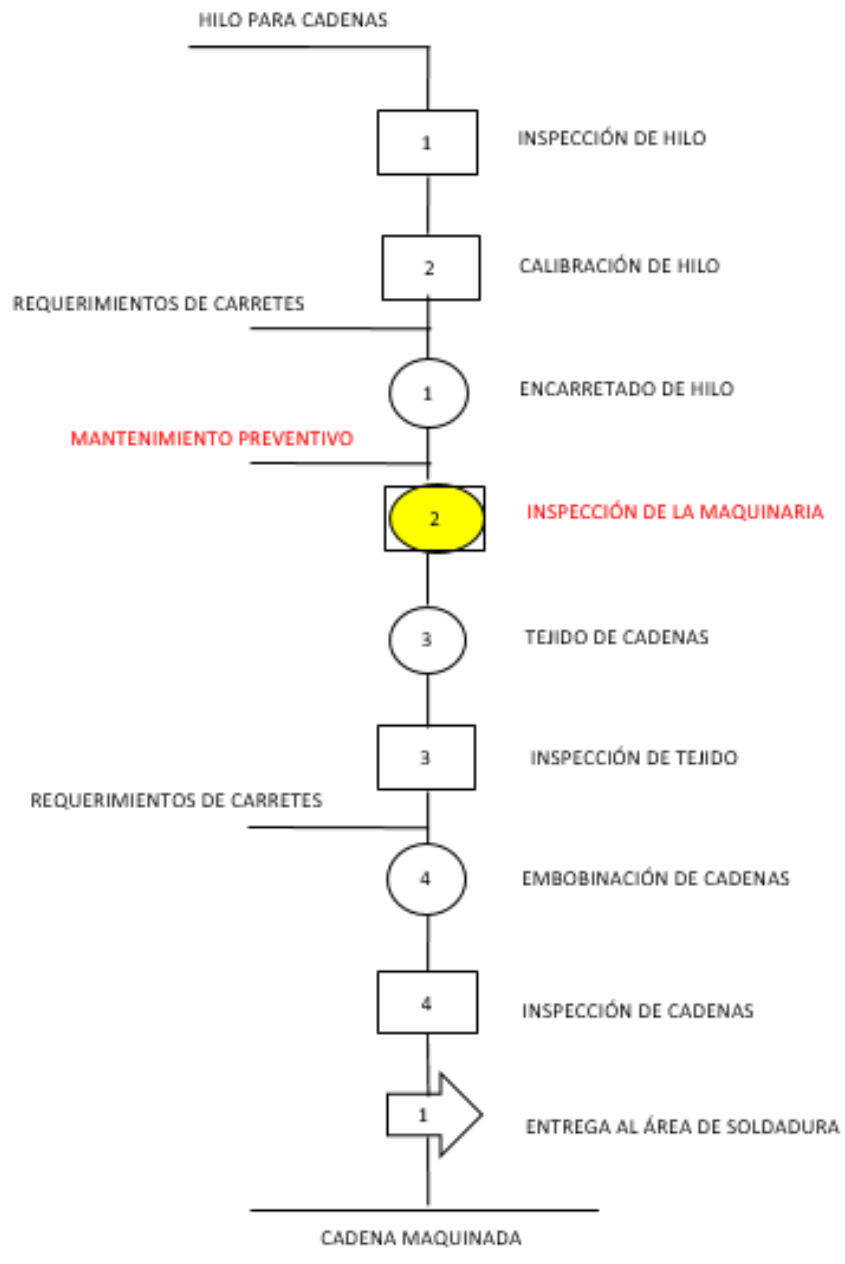 HILO PARA CADENAS
1
INSPECCIÓN DE HILO
2
CALIBRACIÓN DE HILO
REQUERIMIENTOS DE CARRETES
1
ENCARRETADO DE HILO
MANTENIMIENTO PREVENTIVO
2
INSPECCIÓN DE LA MAQUINARIA
3
TEJIDO DE CADENAS
3
INSPECCIÓN DE TEJIDO
REQUERIMIENTOS DE CARRETES
4
EMBOBINACIÓN DE CADENAS
4
INSPECCIÓN DE CADENAS
1
ENTREGA AL ÁREA DE SOLDADURA
CADENA MAQUINADA